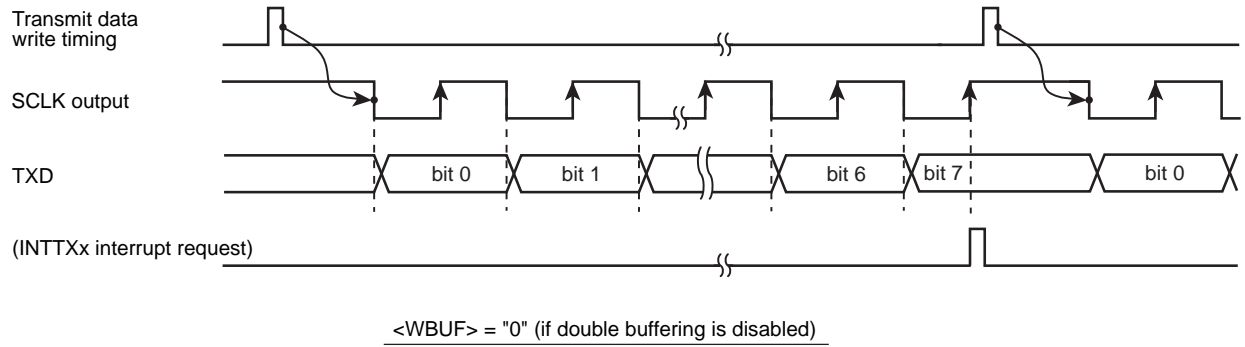 Transmit data
write timing
SCLK output
TXD
bit 0
bit 1
bit 6
bit 7
bit 0
(INTTXx interrupt request)
<WBUF> = "0" (if double buffering is disabled)